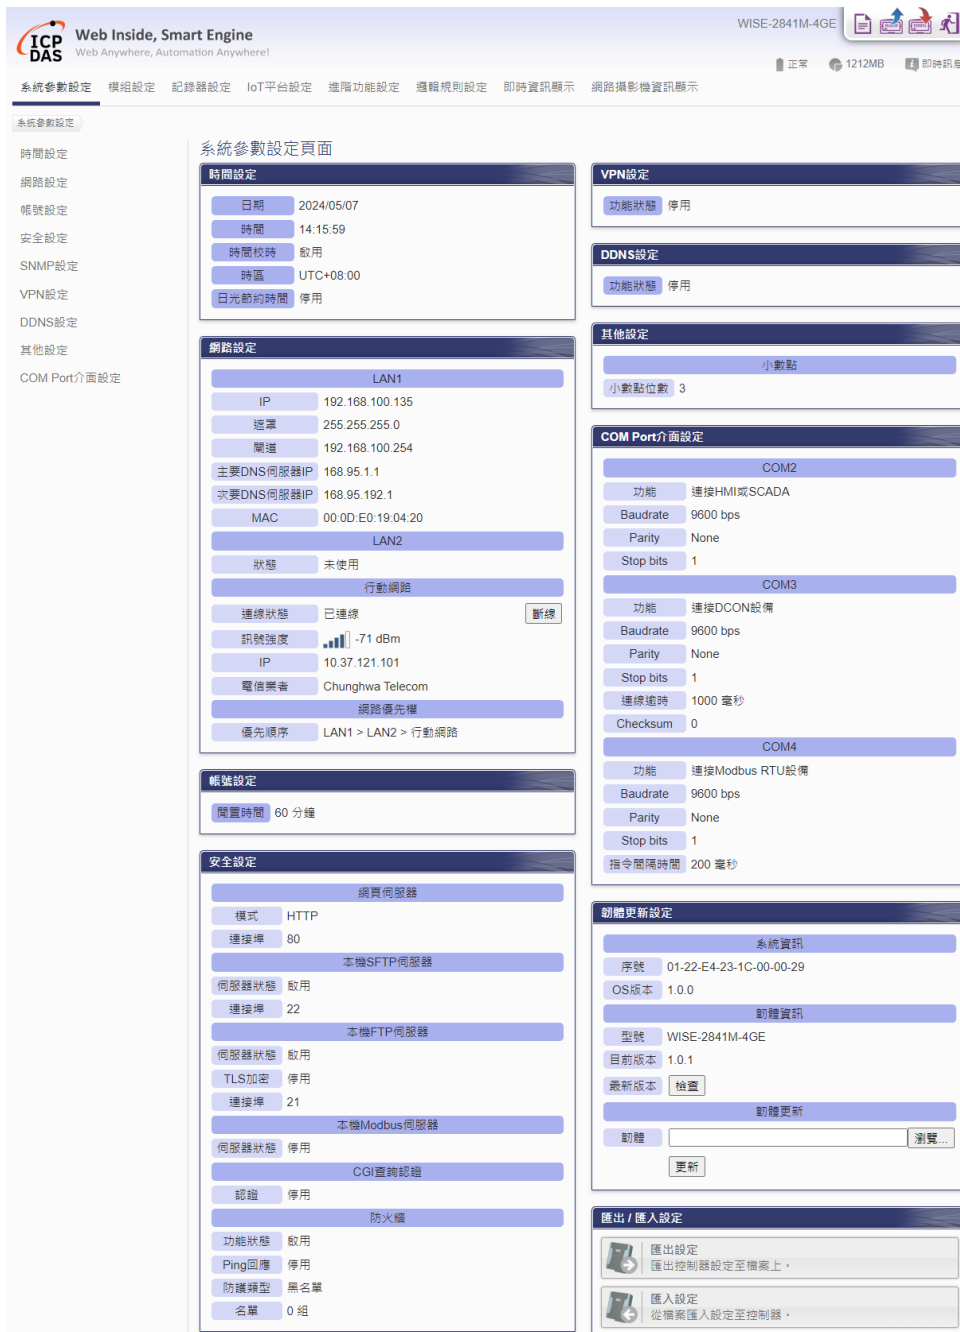 WISE-2841M-4GE
ICP DAS
Web Inside, Smart Engine
Web Anywhere, Automation Anywhere!
正常
1212MB
系統參數設定 模組設定 記錄器設定 IoT平台設定 進階功能設定 邏輯規則設定 即時資訊顯示 網路攝影機資訊顯示
系統參數設定
時間設定
網路設定
帳號設定
安全設定
SNMP設定
VPN設定
DDNS設定
其他設定
COM Port介面設定
系統參數設定頁面
時間設定
日期 2024/05/07
時間 14:15:59
時間校時 啟用
時區 UTC+08:00
日光節約時間 停用
網路設定
LAN1
IP 192.168.100.135
遮罩 255.255.255.0
閘道 192.168.100.254
主要DNS伺服器IP 168.95.1.1
次要DNS伺服器IP 168.95.192.1
MAC 00:0D:E0:19:04:20
LAN2
狀態 未使用
行動網路
連線狀態 已連線 斷線
訊號強度 -71 dBm
IP 10.37.121.101
電信業者 Chunghwa Telecom
網路優先權
優先順序 LAN1 > LAN2 > 行動網路
帳號設定
閒置時間 60 分鐘
安全設定
網頁伺服器
模式 HTTP
連接埠 80
本機SFTP伺服器
伺服器狀態 啟用
連接埠 22
本機FTP伺服器
伺服器狀態 啟用
TLS加密 停用
連接埠 21
本機Modbus伺服器
伺服器狀態 停用
CGI查詢認證
認證 停用
防火牆
功能狀態 啟用
Ping回應 停用
防護類型 黑名單
名單 0 組
VPN設定
功能狀態 停用
DDNS設定
功能狀態 停用
其他設定
小數點
小數點位數 3
COM Port介面設定
COM2
功能 連接HMI或SCADA
Baudrate 9600 bps
Parity None
Stop bits 1
COM3
功能 連接DCON設備
Baudrate 9600 bps
Parity None
Stop bits 1
連線逾時 1000 毫秒
Checksum 0
COM4
功能 連接Modbus RTU設備
Baudrate 9600 bps
Parity None
Stop bits 1
指令間隔時間 200 毫秒
韌體更新設定
系統資訊
序號 01-22-E4-23-1C-00-00-29
OS版本 1.0.0
韌體資訊
型號 WISE-2841M-4GE
目前版本 1.0.1
最新版本 檢查
韌體更新
韌體 瀏覽...
更新
匯出 / 匯入設定
匯出設定
匯出控制器設定至檔案上。
匯入設定
從檔案匯入設定至控制器。